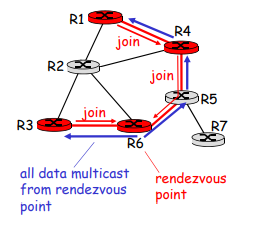 R1
R4
join
R2
join
R5
R3
join
R6
R7
all data multicast
from rendezvous
point
rendezvous
point